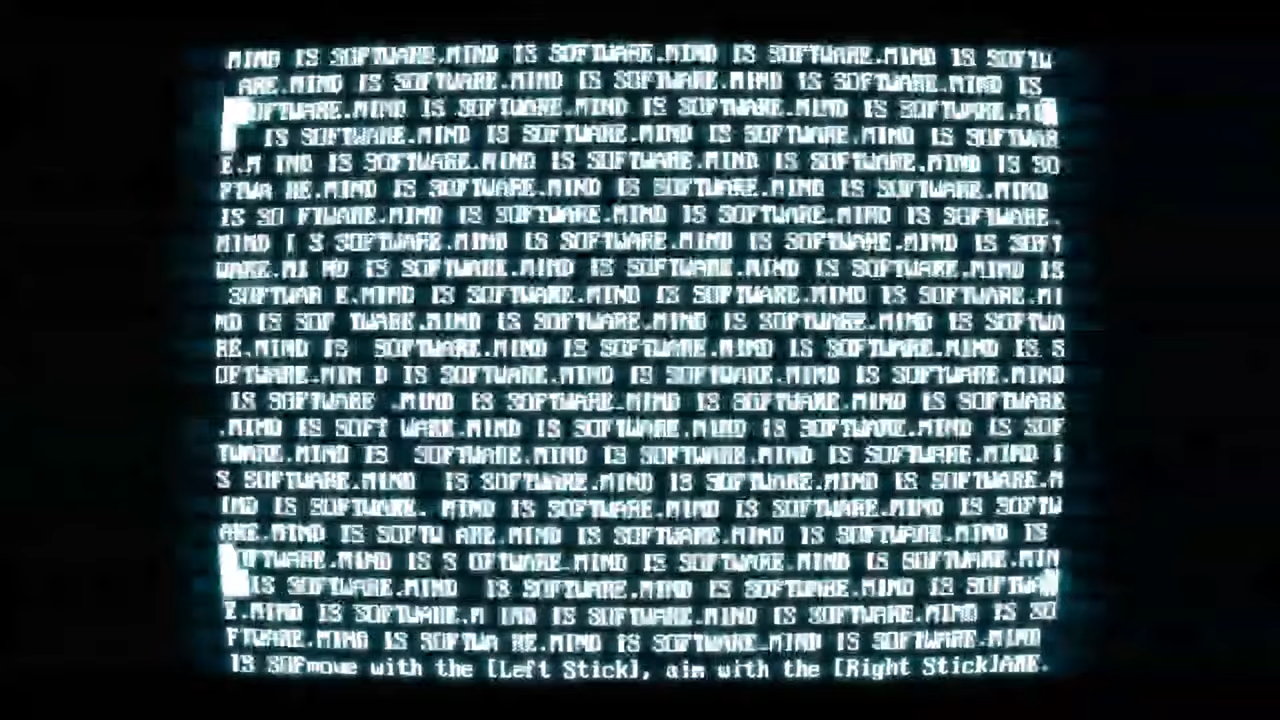 MIND IS SOFTWARE.MIND IS SOFTWARE.MIND IS SOFTWARE.MIND IS SOFTW
ARE.MIND IS SOFTWARE.MIND IS SOFTWARE.MIND IS SOFTWARE.MIND IS
OFTWARE.MIND IS SOFTWARE.MIND IS SOFTWARE.MIND IS SOFTWARE.MI
IS SOFTWARE.MIND IS SOFTWARE.MIND IS SOFTWARE.MIND IS SOFTWAR
E.M IND IS SOFTWARE.MIND IS SOFTWARE.MIND IS SOFTWARE.MIND IS SO
FTWA RE.MIND IS SOFTWARE.MIND IS SOFTWARE.MIND IS SOFTWARE.MIND
IS SO FTWARE.MIND IS SOFTWARE.MIND IS SOFTWARE.MIND IS SOFTWARE.
MIND I S SOFTWARE.MIND IS SOFTWARE.MIND IS SOFTWARE.MIND IS SOFT
WARE.MI ND IS SOFTWARE.MIND IS SOFTWARE.MIND IS SOFTWARE.MIND IS
SOFTWAR E.MIND IS SOFTWARE.MIND IS SOFTWARE.MIND IS SOFTWARE.MI
ND IS SOF TWARE.MIND IS SOFTWARE.MIND IS SOFTWARE.MIND IS SOFTWA
RE.MIND IS SOFTWARE.MIND IS SOFTWARE.MIND IS SOFTWARE.MIND IS S
OFTWARE.MIN D IS SOFTWARE.MIND IS SOFTWARE.MIND IS SOFTWARE.MIND
IS SOFTWARE .MIND IS SOFTWARE.MIND IS SOFTWARE.MIND IS SOFTWARE
.MIND IS SOFT WARE.MIND IS SOFTWARE.MIND IS SOFTWARE.MIND IS SOF
TWARE.MIND IS SOFTWARE.MIND IS SOFTWARE.MIND IS SOFTWARE.MIND I
S SOFTWARE.MIND IS SOFTWARE.MIND IS SOFTWARE.MIND IS SOFTWARE.M
IND IS SOFTWARE. MIND IS SOFTWARE.MIND IS SOFTWARE.MIND IS SOFTW
ARE.MIND IS SOFTW ARE.MIND IS SOFTWARE.MIND IS SOFTWARE.MIND IS
OFTWARE.MIND IS S OFTWARE.MIND IS SOFTWARE.MIND IS SOFTWARE.MIN
IS SOFTWARE.MIND IS SOFTWARE.MIND IS SOFTWARE.MIND IS SOFTWA
E.MIND IS SOFTWARE.M IND IS SOFTWARE.MIND IS SOFTWARE.MIND IS SO
FTWARE.MIND IS SOFTWA RE.MIND IS SOFTWARE.MIND IS SOFTWARE.MIND
IS SOFmove with the [Left Stick], aim with the [Right Stick]ARE.